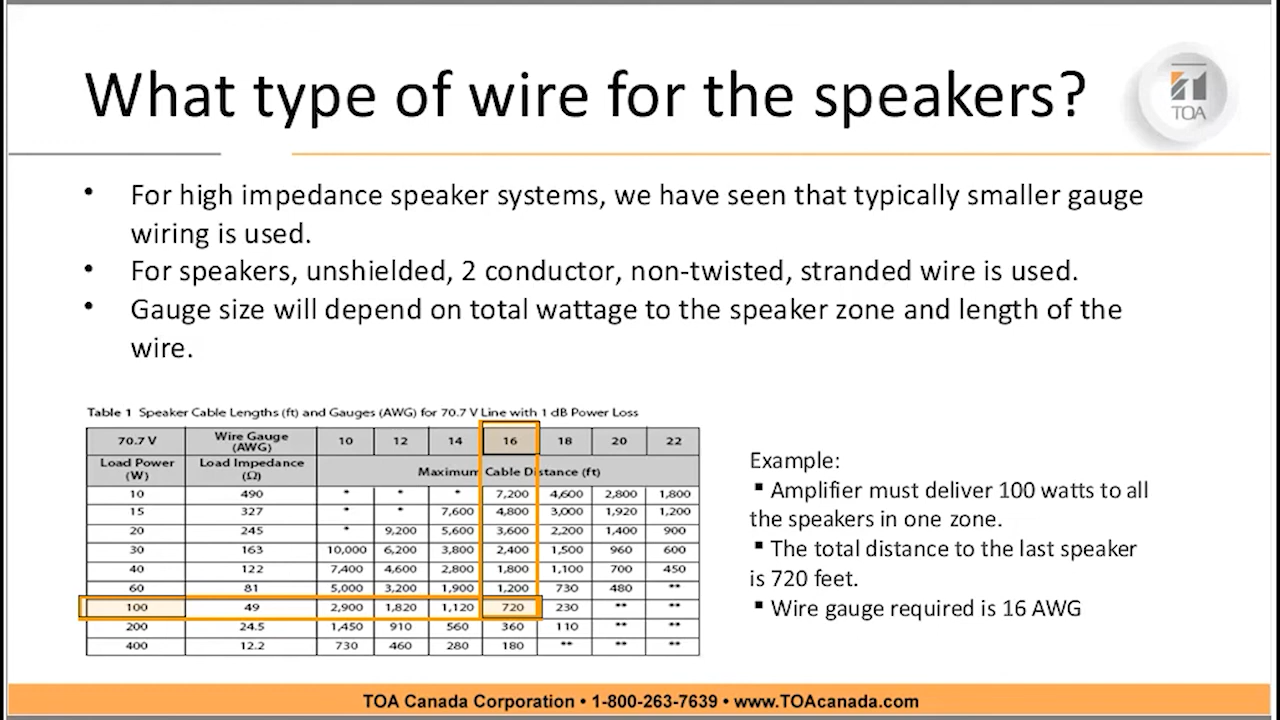 What type of wire for the speakers?
TOA
• For high impedance speaker systems, we have seen that typically smaller gauge
wiring is used.
• For speakers, unshielded, 2 conductor, non-twisted, stranded wire is used.
• Gauge size will depend on total wattage to the speaker zone and length of the
wire.
Table 1 Speaker Cable Lengths (ft) and Gauges (AWG) for 70.7 V Line with 1 dB Power Loss
70.7 V Wire Gauge (AWG) 10 12 14 16 18 20 22
Load Power (W) Load Impedance (Ω) Maximum Cable Distance (ft)
10 490 * * * 7,200 4,600 2,800 1,800
15 327 * * 7,600 4,800 3,000 1,920 1,200
20 245 * 9,200 5,600 3,600 2,200 1,400 900
30 163 10,000 6,200 3,800 2,400 1,500 960 600
40 122 7,400 4,600 2,800 1,800 1,100 700 450
60 81 5,000 3,200 1,900 1,200 730 480 **
100 49 2,900 1,820 1,120 720 230 ** **
200 24.5 1,450 910 560 360 110 ** **
400 12.2 730 460 280 180 ** ** **
Example:
▪ Amplifier must deliver 100 watts to all
the speakers in one zone.
▪ The total distance to the last speaker
is 720 feet.
▪ Wire gauge required is 16 AWG
TOA Canada Corporation • 1-800-263-7639 • www.TOAcanada.com